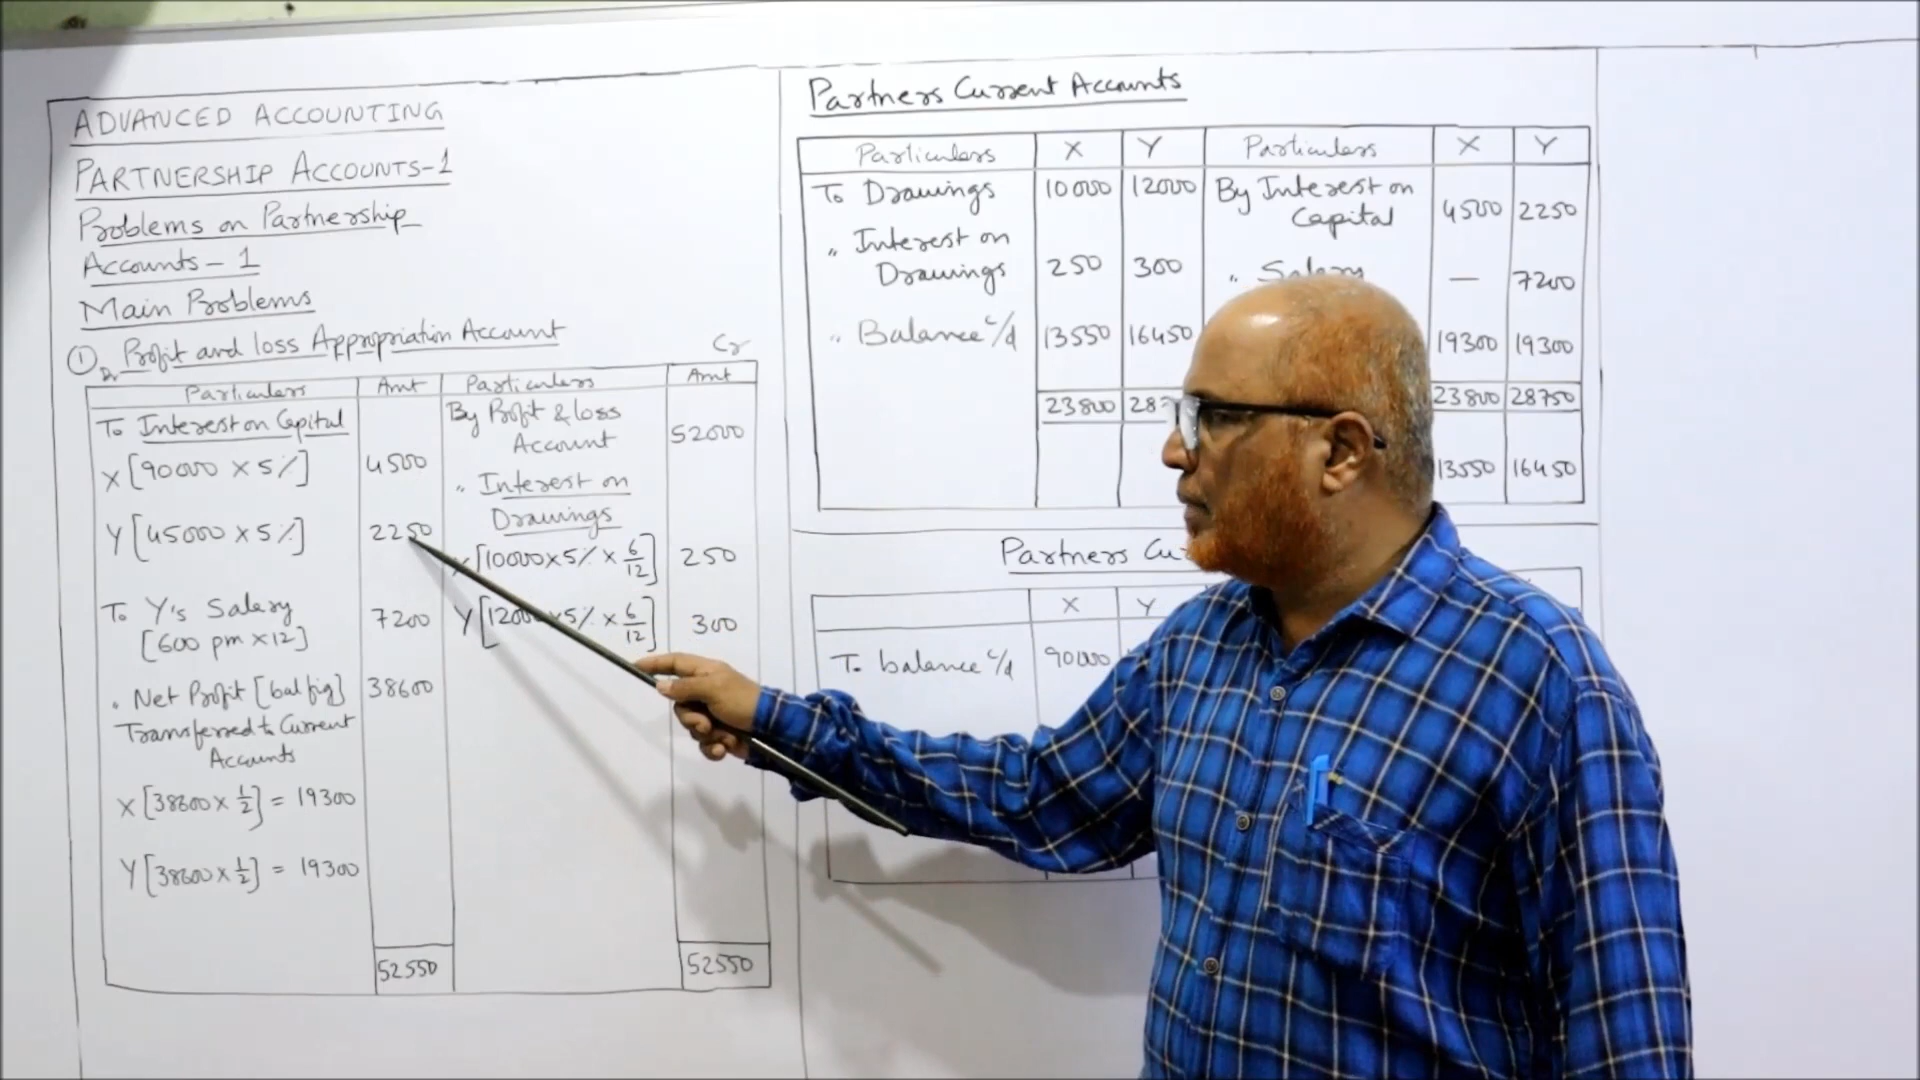 ADVANCED ACCOUNTING
PARTNERSHIP ACCOUNTS-1
Problems on Partnership
Accounts-1
Main Problems
① Profit and loss Appropriation Account
Dr Cr
Particulars Amt Particulars Amt
To Interest on Capital By Profit & loss
Account 52000
X [90000 X 5%] 4500
" Interest on
Drawings
Y [45000 X 5%] 2250
X [10000 X 5% X 6/12] 250
To Y's Salary 7200 Y [12000 X 5% X 6/12] 300
[600 pm X12]
" Net Profit [bal fig] 38600
Transferred to Current
Accounts
X [38600 X 1/2] = 19300
Y [38600 X 1/2] = 19300
52550 52550
Partners Current Accounts
Particulars X Y Particulars X Y
To Drawings 10000 12000 By Interest on
Capital 4500 2250
" Interest on
Drawings 250 300 " Salary — 7200
" Balance c/d 13550 16450 19300 19300
23800 23800 28750
13550 16450
Partners
X Y
To balance c/d 90000